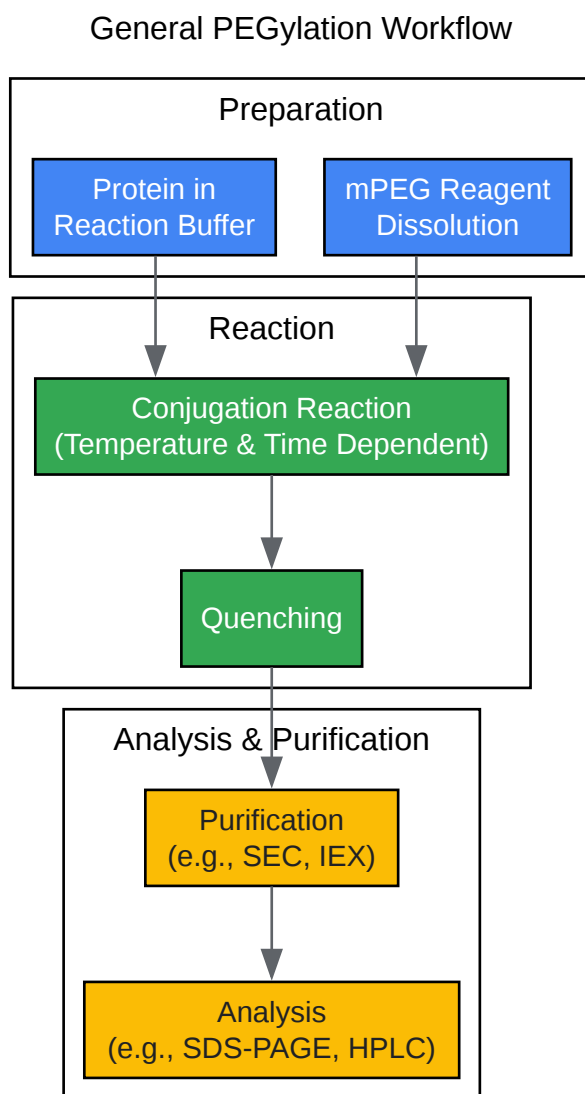 General PEGylation Workflow
Preparation
Protein in
Reaction Buffer
mPEG Reagent
Dissolution
Reaction
Conjugation Reaction
(Temperature & Time Dependent)
Quenching
Analysis & Purification
Purification
(e.g., SEC, IEX)
Analysis
(e.g., SDS-PAGE, HPLC)